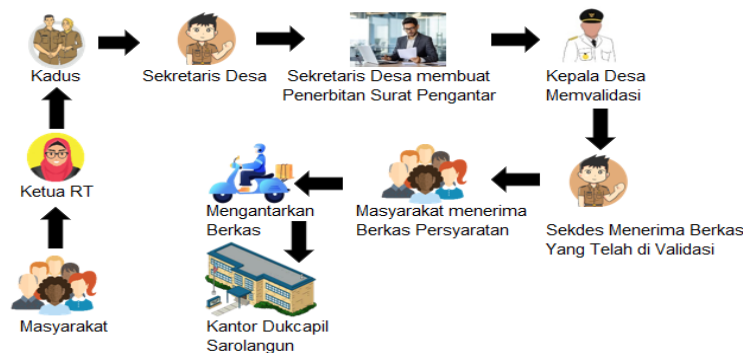 Kadus
Sekretaris Desa
Sekretaris Desa membuat
Penerbitan Surat Pengantar
Kepala Desa
Memvalidasi
Ketua RT
Mengantarkan
Berkas
Masyarakat menerima
Berkas Persyaratan
Sekdes Menerima Berkas
Yang Telah di Validasi
Masyarakat
Kantor Dukcapil
Sarolangun